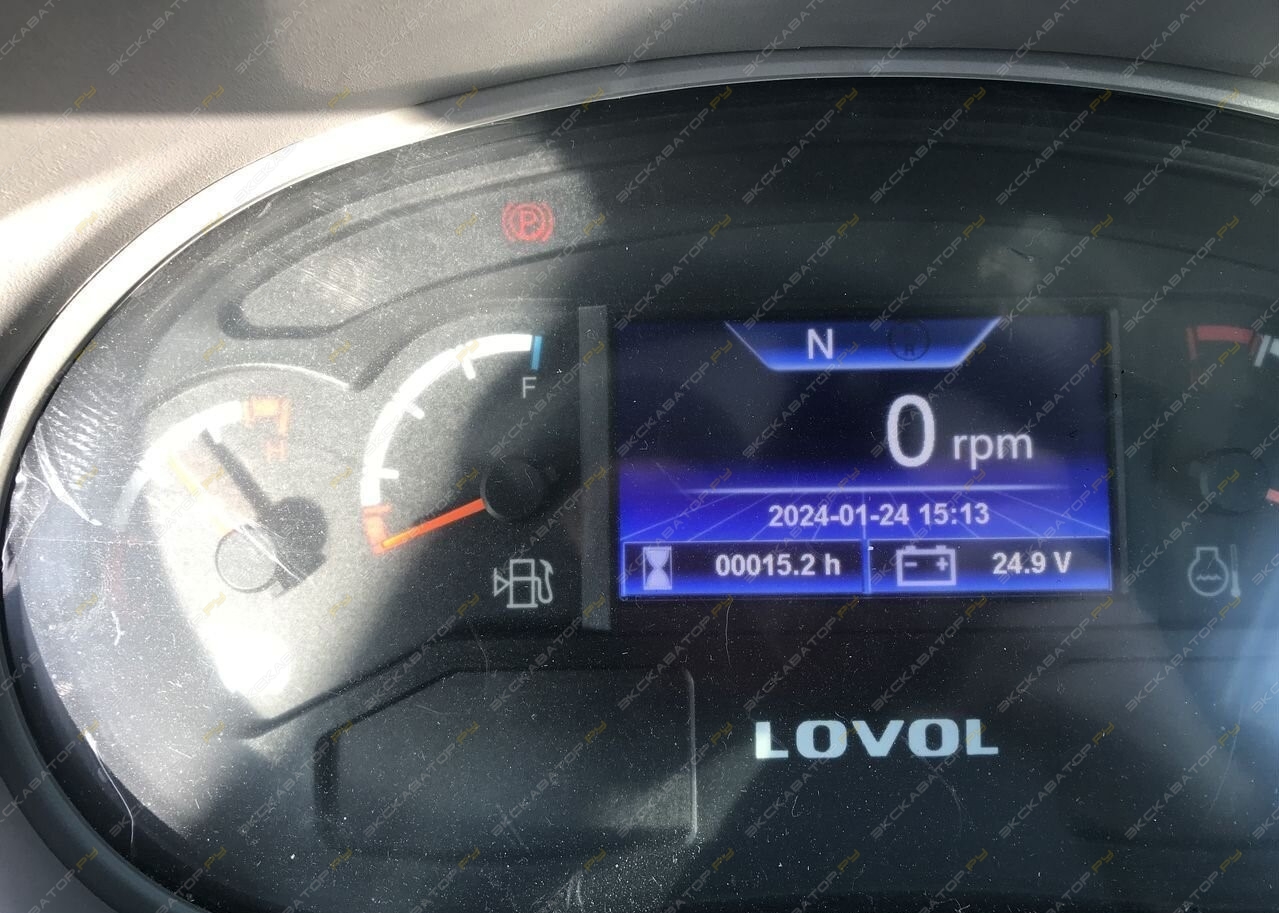 P
F
H
N
0 rpm
2024-01-24 15:13
00015.2 h
24.9 V
LOVOL
ЭКСКАВАТОР.РУ